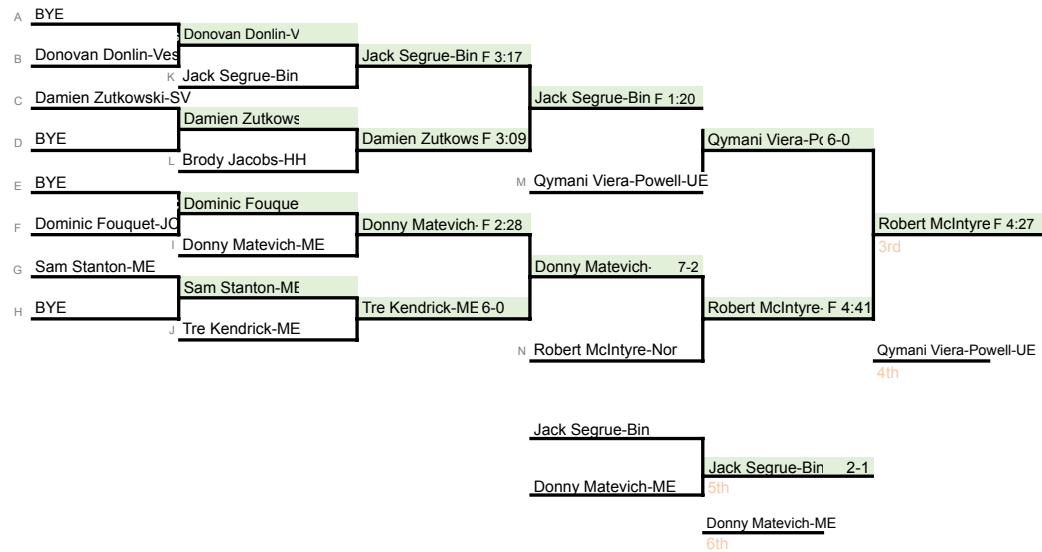 A BYE
Donovan Donlin-V
B Donovan Donlin-Ves
Jack Segrue-Bin F 3:17
K Jack Segrue-Bin
C Damien Zutkowski-SV
Jack Segrue-Bin F 1:20
Damien Zutkows
D BYE
Damien Zutkows F 3:09
Qymani Viera-Po 6-0
L Brody Jacobs-HH
E BYE
M Qymani Viera-Powell-UE
Dominic Fouque
F Dominic Fouquet-JC
Donny Matevich- F 2:28
Robert McIntyre F 4:27
I Donny Matevich-ME
3rd
G Sam Stanton-ME
Donny Matevich- 7-2
Sam Stanton-ME
H BYE
Tre Kendrick-ME 6-0
Robert McIntyre- F 4:41
J Tre Kendrick-ME
N Robert McIntyre-Nor
Qymani Viera-Powell-UE
4th
Jack Segrue-Bin
Jack Segrue-Bin 2-1
Donny Matevich-ME
5th
Donny Matevich-ME
6th